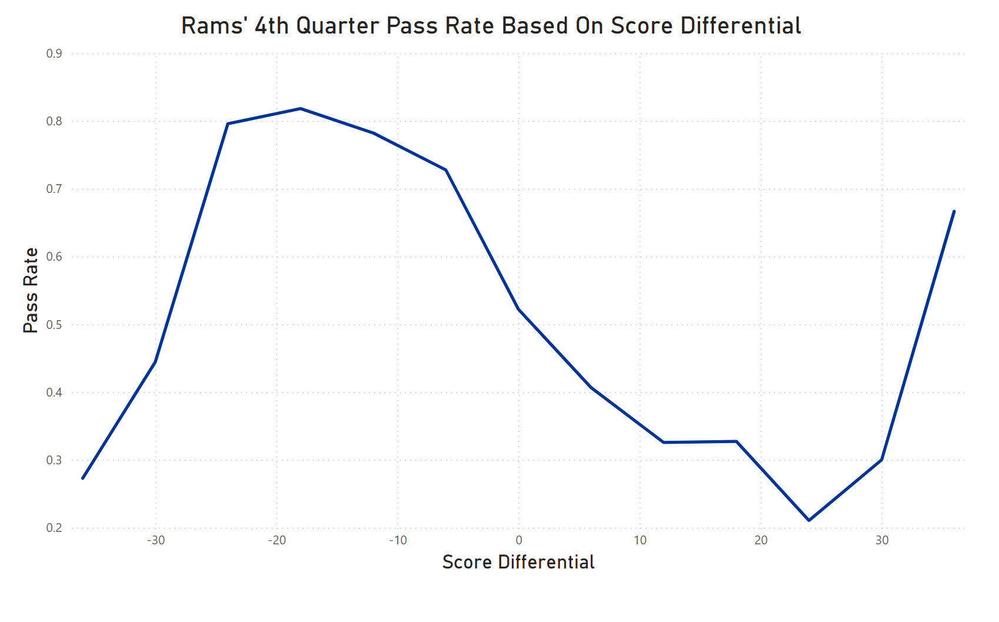 Rams' 4th Quarter Pass Rate Based On Score Differential
0.9
0.8
0.7
0.6
0.5
0.4
0.3
0.2
Pass Rate
-30 -20 -10 0 10 20 30
Score Differential